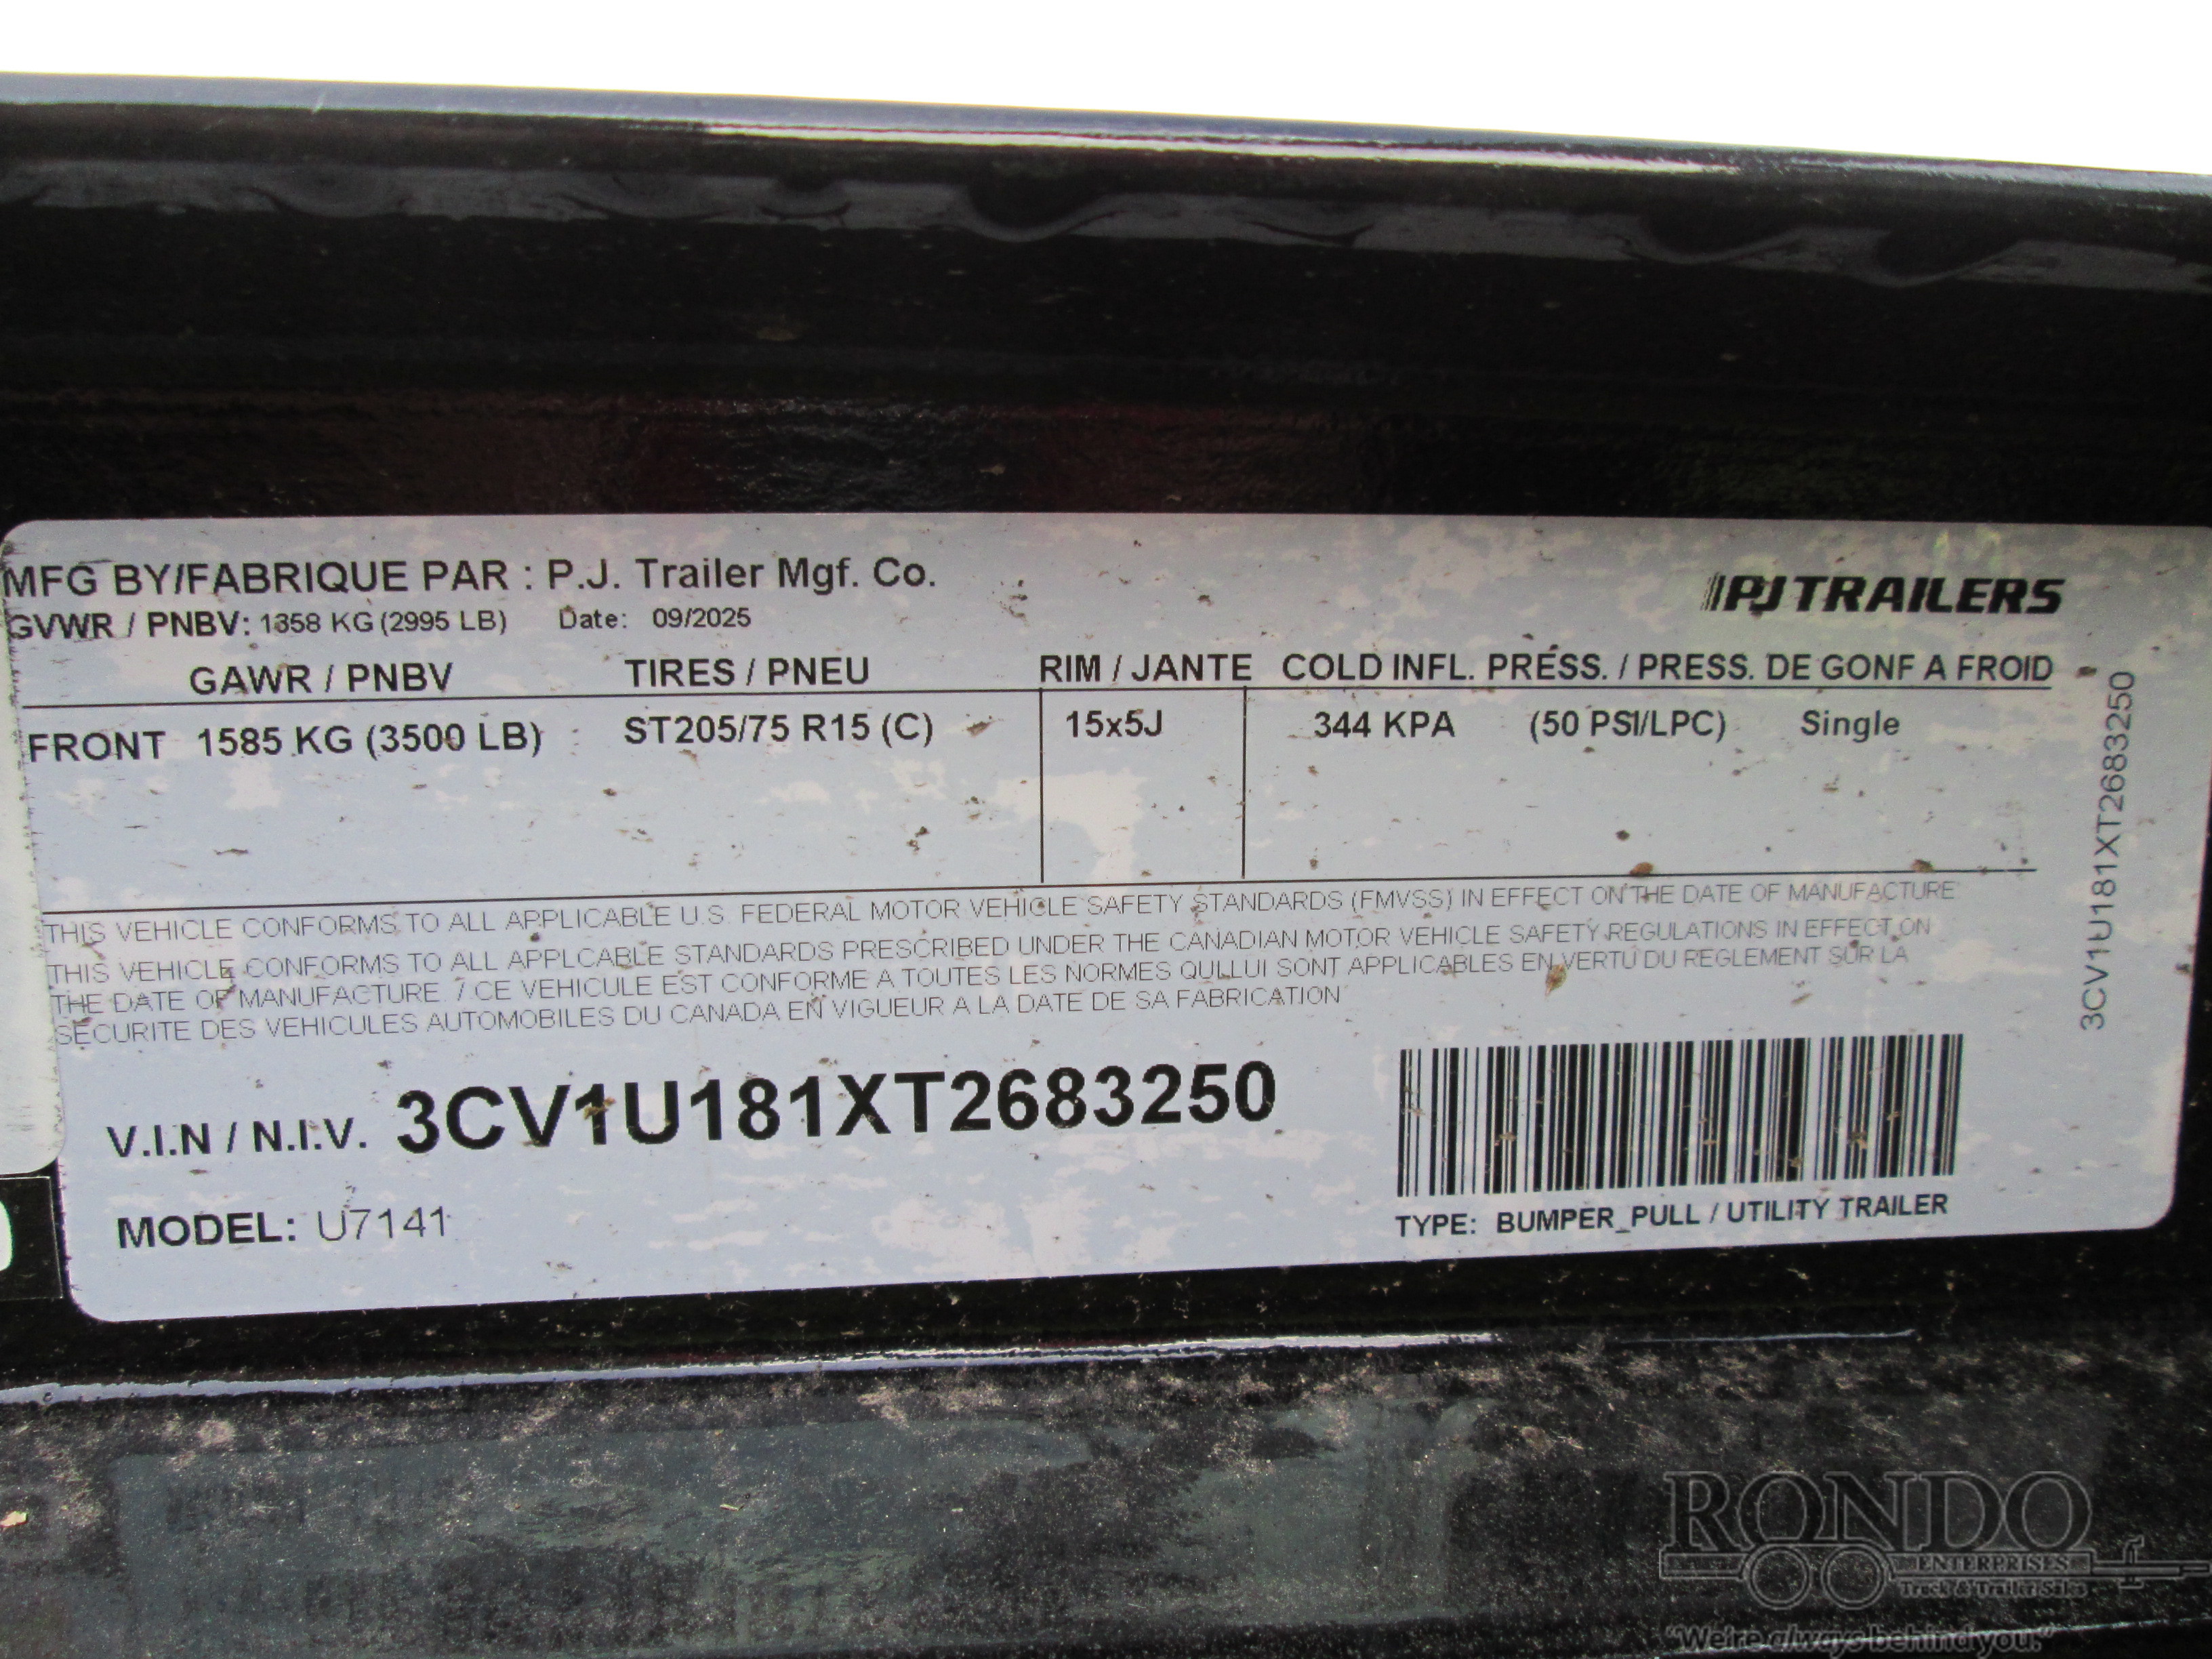 MFG BY/FABRIQUE PAR : P.J. Trailer Mgf. Co.
PJ TRAILERS
GVWR / PNBV: 1358 KG (2995 LB) Date: 09/2025
GAWR / PNBV TIRES / PNEU RIM / JANTE COLD INFL. PRESS. / PRESS. DE GONF A FROID
FRONT 1585 KG (3500 LB) ST205/75 R15 (C) 15x5J 344 KPA (50 PSI/LPC) Single
3CV1U181XT2683250
THIS VEHICLE CONFORMS TO ALL APPLICABLE U.S. FEDERAL MOTOR VEHICLE SAFETY STANDARDS (FMVSS) IN EFFECT ON THE DATE OF MANUFACTURE
THIS VEHICLE CONFORMS TO ALL APPLCABLE STANDARDS PRESCRIBED UNDER THE CANADIAN MOTOR VEHICLE SAFETY REGULATIONS IN EFFECT ON
THE DATE OF MANUFACTURE. / CE VEHICULE EST CONFORME A TOUTES LES NORMES QULLUI SONT APPLICABLES EN VERTU DU REGLEMENT SUR LA
SECURITE DES VEHICULES AUTOMOBILES DU CANADA EN VIGUEUR A LA DATE DE SA FABRICATION
V.I.N / N.I.V. 3CV1U181XT2683250
MODEL: U7141
TYPE: BUMPER_PULL / UTILITY TRAILER
RONDO
ENTERPRISES
Truck & Trailer Sales
"We're always behind you."